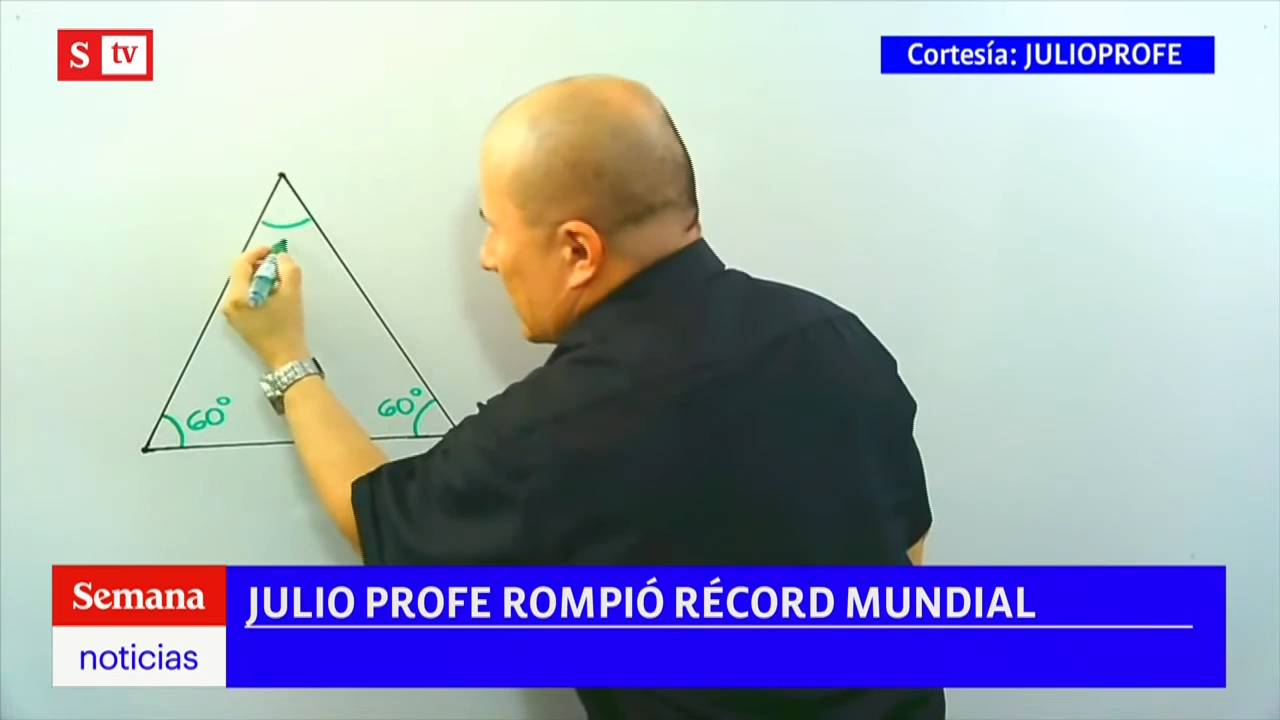 S tv
Cortesía: JULIOPROFE
60°
60°
Semana
noticias
JULIO PROFE ROMPIÓ RÉCORD MUNDIAL